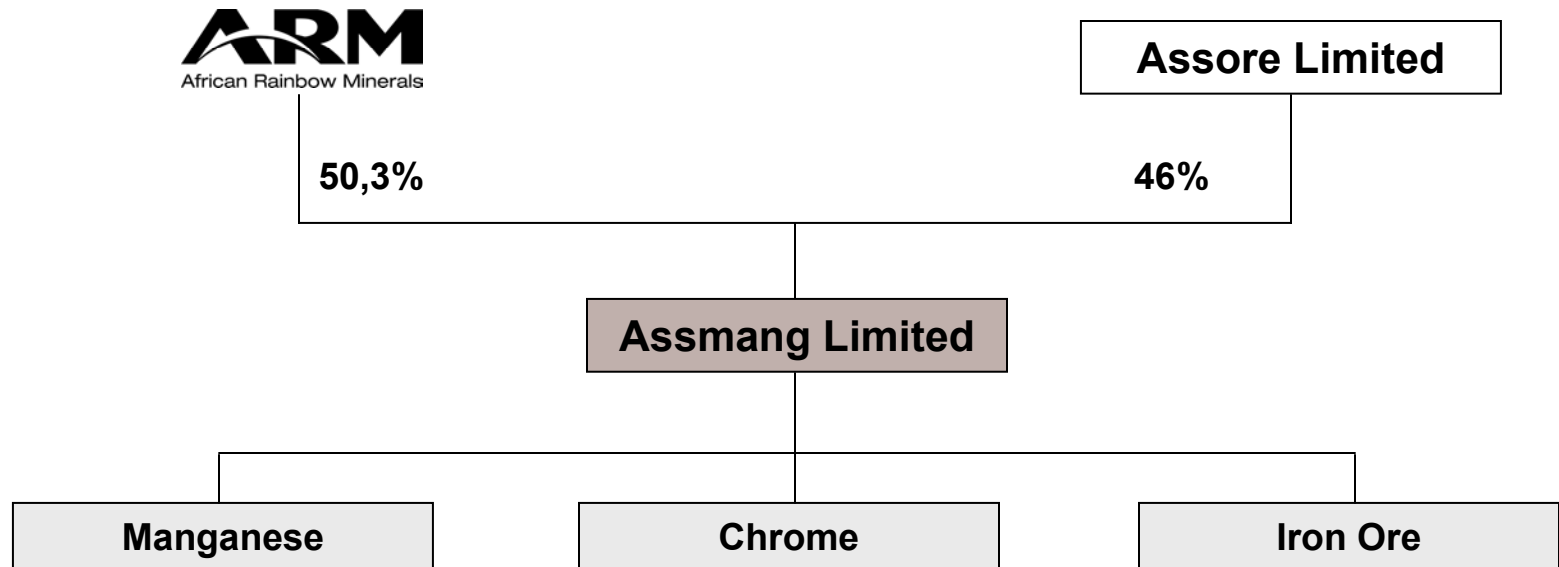 ARM
African Rainbow Minerals
Assore Limited
50,3%
46%
Assmang Limited
Manganese
Chrome
Iron Ore